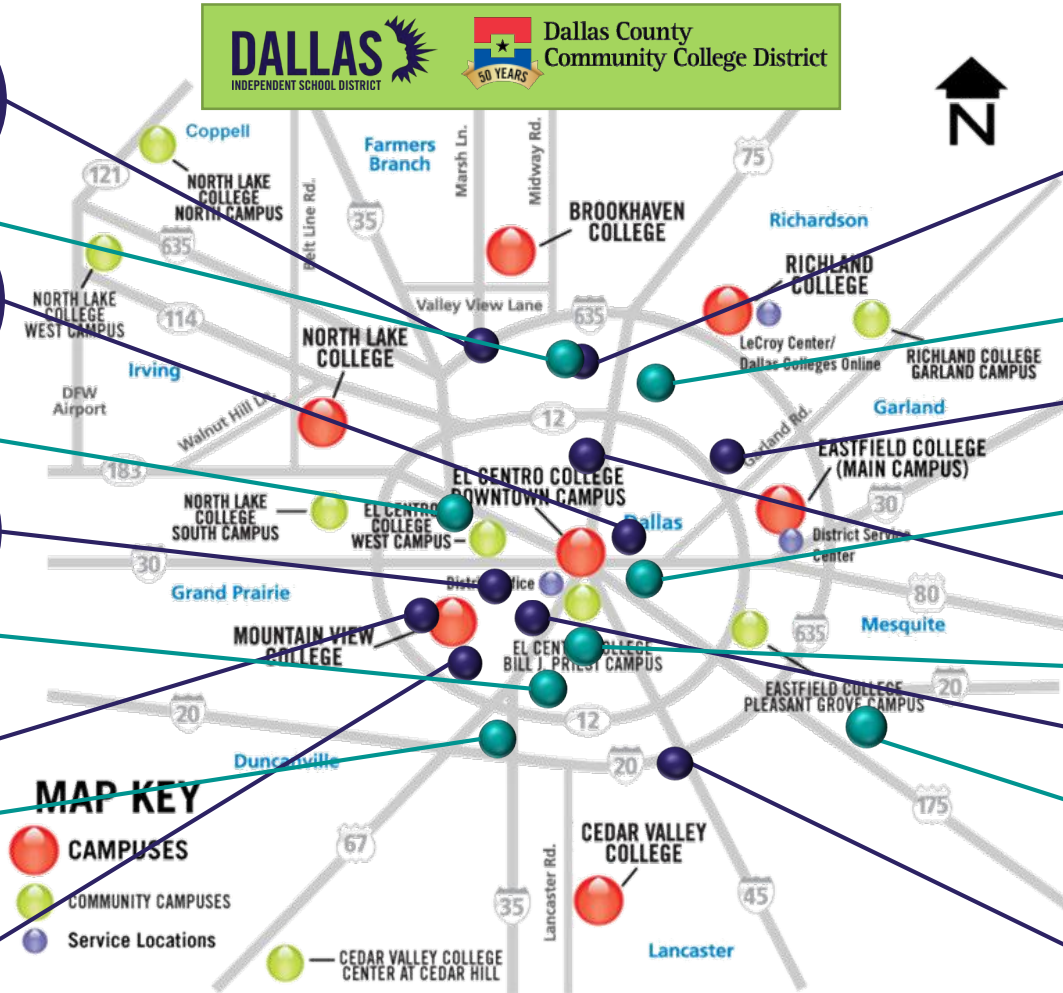 DALLAS
INDEPENDENT SCHOOL DISTRICT
50 YEARS
Dallas County
Community College District
N
Coppell
121
NORTH LAKE
COLLEGE
NORTH CAMPUS
Farmers
Branch
Marsh Ln.
Midway Rd.
75
Belt Line Rd.
35
635
BROOKHAVEN
COLLEGE
Richardson
RICHLAND
COLLEGE
NORTH LAKE
COLLEGE
WEST CAMPUS
114
Valley View Lane
635
NORTH LAKE
COLLEGE
LeCroy Center/
Dallas Colleges Online
RICHLAND COLLEGE
GARLAND CAMPUS
Irving
DFW
Airport
Walnut Hill Ln.
12
Garland Rd.
Garland
EASTFIELD COLLEGE
(MAIN CAMPUS)
183
EL CENTRO COLLEGE
DOWNTOWN CAMPUS
NORTH LAKE
COLLEGE
SOUTH CAMPUS
EL CENTRO
COLLEGE
WEST CAMPUS
Dallas
30
District Service
Center
30
Grand Prairie
80
Mesquite
635
MOUNTAIN VIEW
COLLEGE
BILL J. PRIEST CAMPUS
EASTFIELD COLLEGE
PLEASANT GROVE CAMPUS
20
20
12
20
Duncanville
MAP KEY
CAMPUSES
COMMUNITY CAMPUSES
Service Locations
67
35
Lancaster Rd.
CEDAR VALLEY
COLLEGE
45
175
Lancaster
CEDAR VALLEY COLLEGE
CENTER AT CEDAR HILL